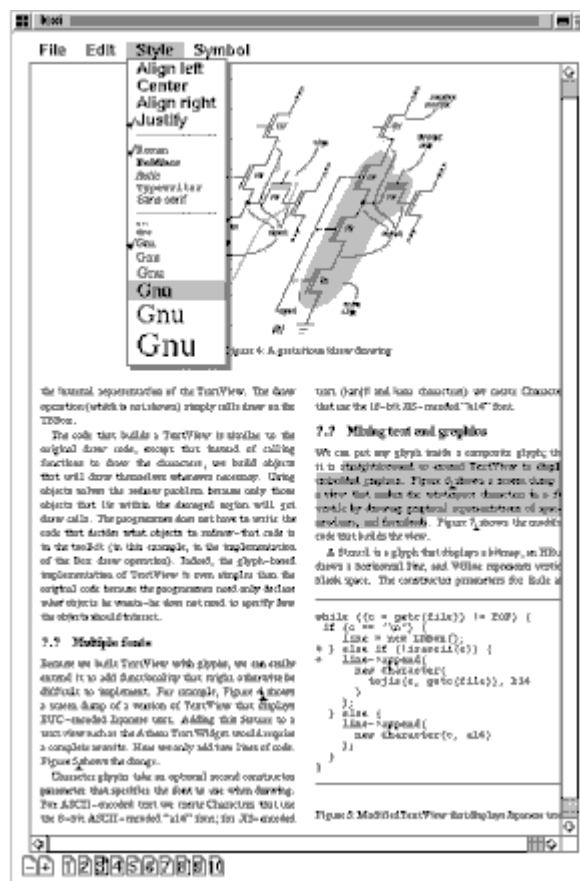 lexi
File Edit Style Symbol
Align left
Center
Align right
Justify
Roman
Boldface
Italic
Typewriter
Sans serif
Gnu
Gnu
Gnu
Gnu
Gnu
Gnu
Figure 4: A gratuitous idraw drawing
the internal representation of the TextView. The draw
operation (which is not shown) simply calls draw on the
TBBox.
The code that builds a TextView is similar to the
original draw code, except that instead of calling
functions to draw the characters, we build objects
that will draw themselves whenever necessary. Using
objects solves the redraw problem because only those
objects that lie within the damaged region will get
draw calls. The programmer does not have to write the
code that decides what objects to redraw—that code is
in the toolkit (in this example, in the implementation
of the Box draw operation). Indeed, the glyph-based
implementation of TextView is even simpler than the
original code because the programmer need only declare
what objects he wants—he does not need to specify how
the objects should interact.
?.? Multiple fonts
Because we built TextView with glyphs, we can easily
extend it to add functionality that might otherwise be
difficult to implement. For example, Figure 4 shows
a screen dump of a version of TextView that displays
EUC-encoded Japanese text. Adding this feature to a
text view such as the Athena Text Widget would require
a complete rewrite. Here we only add two lines of code.
Figure 5 shows the change.
Character glyphs take an optional second constructor
parameter that specifies the font to use when drawing.
For ASCII-encoded text we create Characters that use
the 8-bit ASCII-encoded "a14" font; for JIS-encoded
text (kanji and kana characters) we create Character
that use the 16-bit JIS-encoded "k14" font.
?.? Mixing text and graphics
We can put any glyph inside a composite glyph; th
it is straightforward to extend TextView to displ
embedded graphics. Figure 6 shows a screen dump
a view that makes the whitespace characters in a f
visible by drawing graphical representations of spac
newlines, and formfeeds. Figure 7 shows the modific
code that builds the view.
A Stencil is a glyph that displays a bitmap, an HRu
draws a horizontal line, and VGlue represents vertic
blank space. The constructor parameters for Rule a
while ((c = getc(file)) != EOF) {
if (c == '\n') {
line = new LRBox();
+ } else if (!isascii(c)) {
+ line->append(
new Character(
tojis(c, getc(file)), k14
)
);
} else {
line->append(
new Character(c, a14)
);
}
}
Figure 5: Modified TextView that displays Japanese text
- + 1 2 3 4 5 6 7 8 9 10